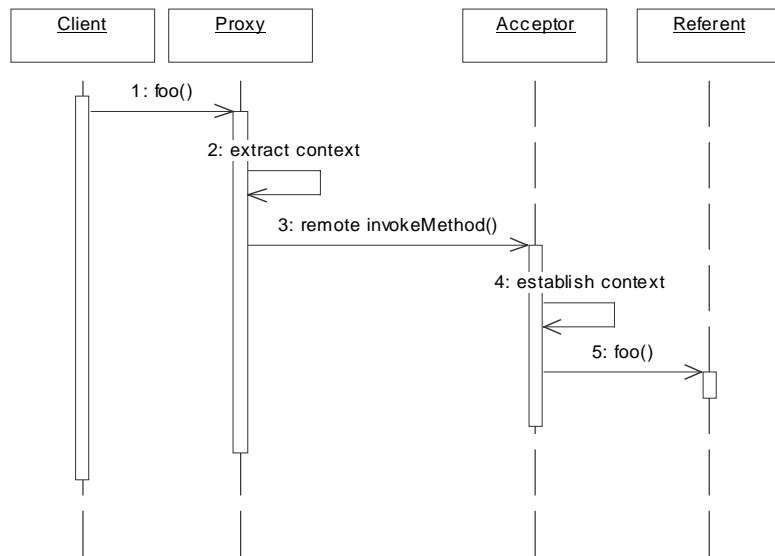 Client
Proxy
Acceptor
Referent
1: foo()
2: extract context
3: remote invokeMethod()
4: establish context
5: foo()